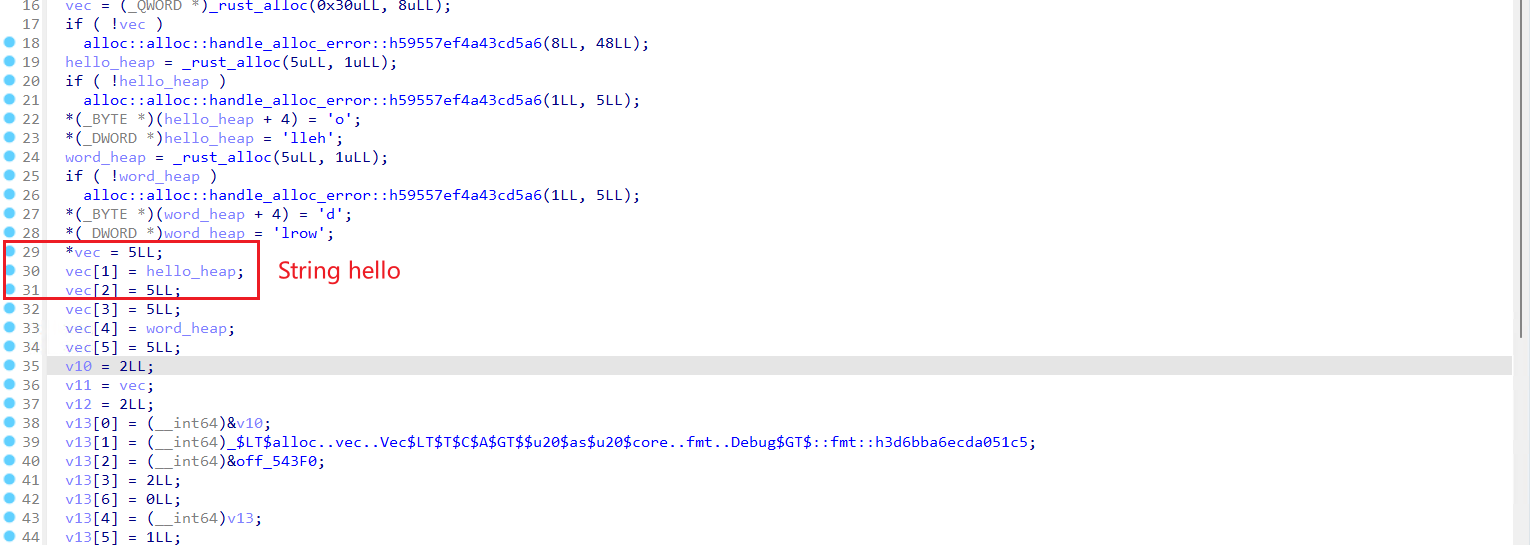 16 vec = (_QWORD *)_rust_alloc(0x30uLL, 8uLL);
17 if ( !vec )
18 alloc::alloc::handle_alloc_error::h59557ef4a43cd5a6(8LL, 48LL);
19 hello_heap = _rust_alloc(5uLL, 1uLL);
20 if ( !hello_heap )
21 alloc::alloc::handle_alloc_error::h59557ef4a43cd5a6(1LL, 5LL);
22 *(_BYTE *)(hello_heap + 4) = 'o';
23 *(_DWORD *)hello_heap = 'lleh';
24 word_heap = _rust_alloc(5uLL, 1uLL);
25 if ( !word_heap )
26 alloc::alloc::handle_alloc_error::h59557ef4a43cd5a6(1LL, 5LL);
27 *(_BYTE *)(word_heap + 4) = 'd';
28 *(_DWORD *)word_heap = 'lrow';
29 *vec = 5LL;
30 vec[1] = hello_heap; String hello
31 vec[2] = 5LL;
32 vec[3] = 5LL;
33 vec[4] = word_heap;
34 vec[5] = 5LL;
35 v10 = 2LL;
36 v11 = vec;
37 v12 = 2LL;
38 v13[0] = (__int64)&v10;
39 v13[1] = (__int64)_$LT$alloc..vec..Vec$LT$T$C$A$GT$$u20$as$u20$core..fmt..Debug$GT$::fmt::h3d6bba6ecda051c5;
40 v13[2] = (__int64)&off_543F0;
41 v13[3] = 2LL;
42 v13[6] = 0LL;
43 v13[4] = (__int64)v13;
44 v13[5] = 1LL;